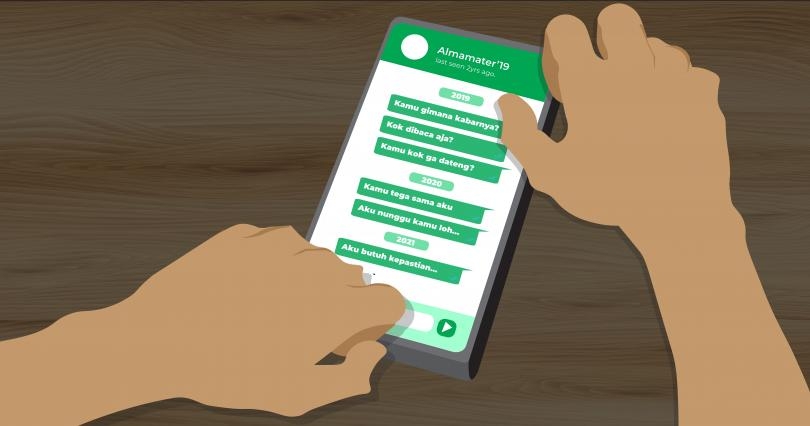 Almamater'19
last seen 2yrs ago.
2019
Kamu gimana kabarnya?
Kok dibaca aja?
Kamu kok ga dateng?
2020
Kamu tega sama aku
Aku nunggu kamu loh...
2021
Aku butuh kepastian...